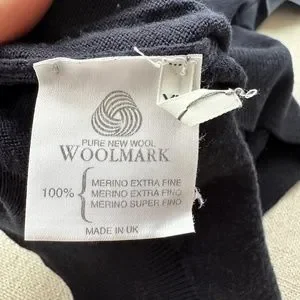 PURE NEW WOOL
WOOLMARK
100%
MERINO EXTRA FINE
MERINO EXTRA FINO
MERINO SUPER FINO
MADE IN UK